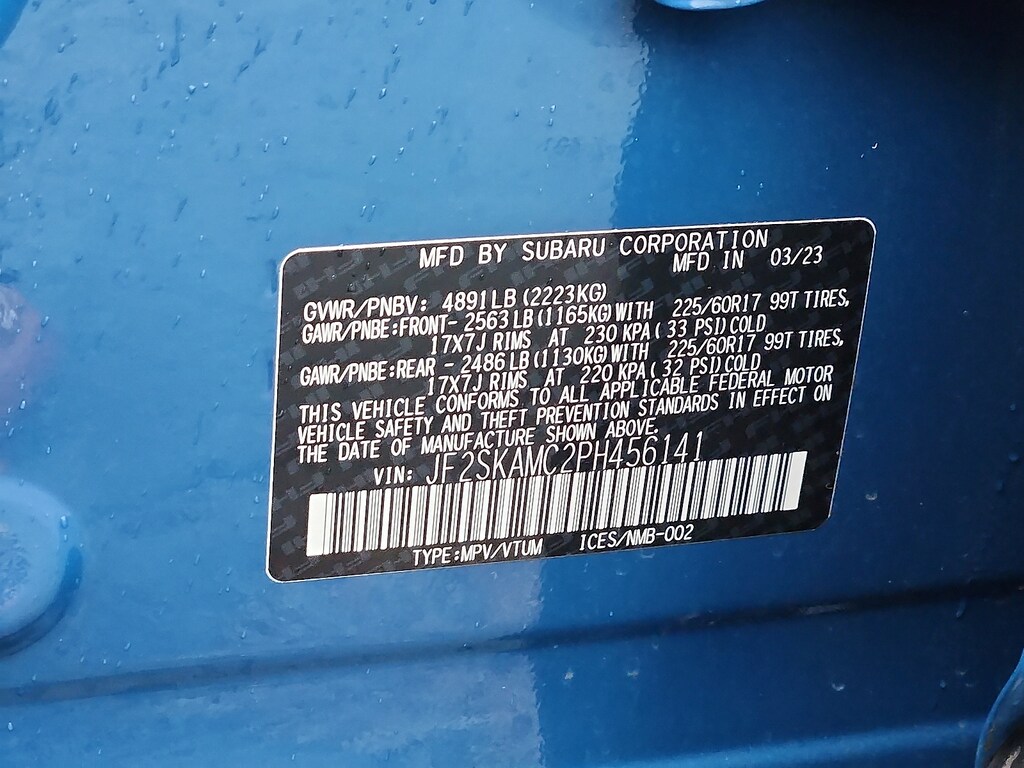 MFD BY SUBARU CORPORATION
MFD IN 03/23
GVWR/PNBV: 4891LB(2223KG)
GAWR/PNBE:FRONT- 2563LB(1165KG)WITH 225/60R17 99T TIRES,
17X7J RIMS AT 230 KPA( 33 PSI)COLD
GAWR/PNBE:REAR - 2486LB(1130KG)WITH 225/60R17 99T TIRES,
17X7J RIMS AT 220 KPA( 32 PSI)COLD
THIS VEHICLE CONFORMS TO ALL APPLICABLE FEDERAL MOTOR
VEHICLE SAFETY AND THEFT PREVENTION STANDARDS IN EFFECT ON
THE DATE OF MANUFACTURE SHOWN ABOVE.
VIN: JF2SKAMC2PH456141
TYPE:MPV/VTUM ICES/NMB-002